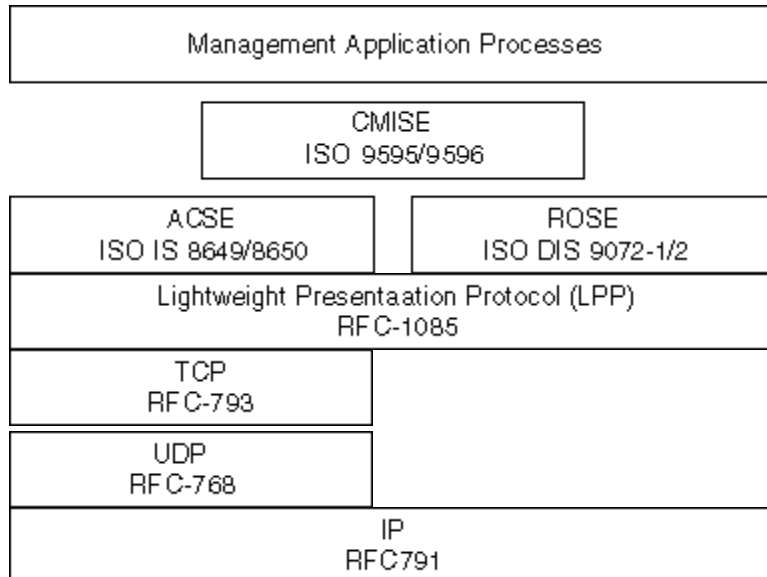 Management Application Processes
CMISE
ISO 9595/9596
ACSE
ISO IS 8649/8650
ROSE
ISO DIS 9072-1/2
Lightweight Presentaation Protocol (LPP)
RFC-1085
TCP
RFC-793
UDP
RFC-768
IP
RFC791